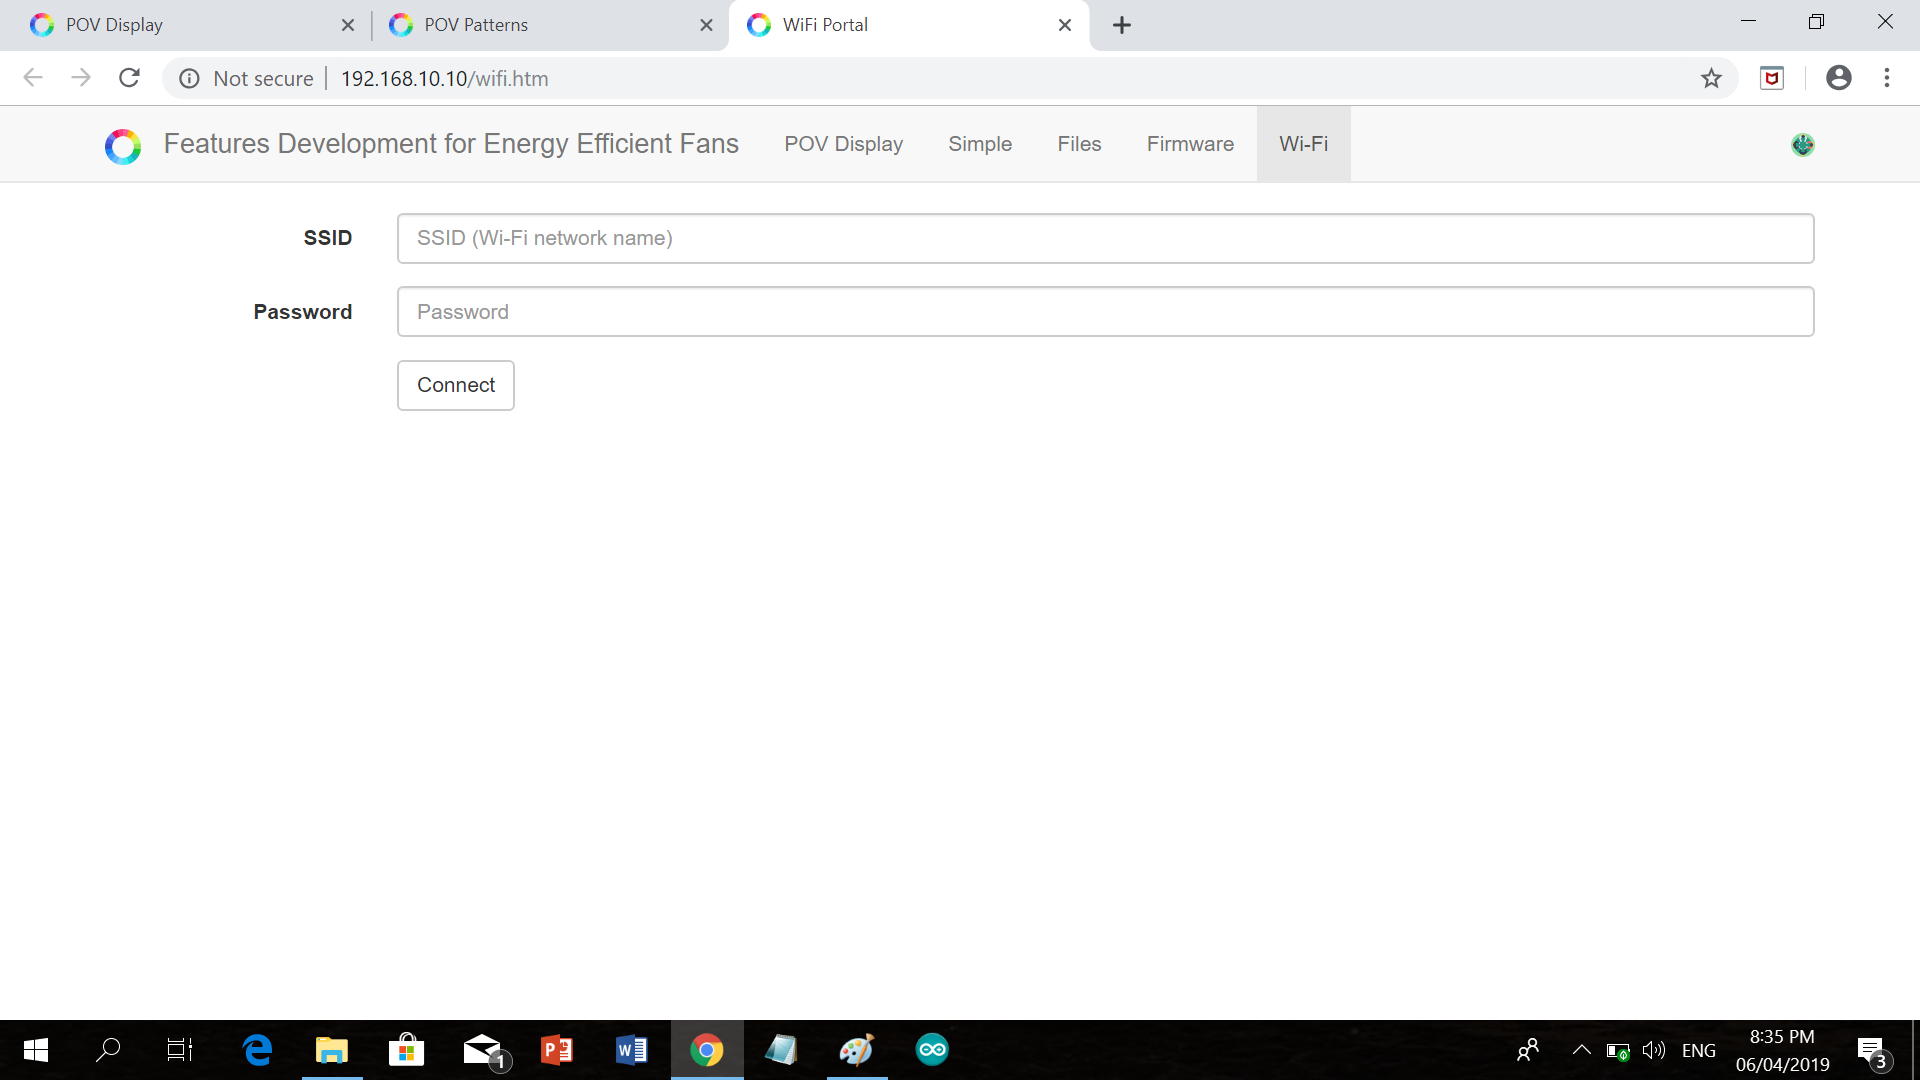 POV Display
POV Patterns
WiFi Portal
Not secure
192.168.10.10/wifi.htm
Features Development for Energy Efficient Fans
POV Display
Simple
Files
Firmware
Wi-Fi
SSID
SSID (Wi-Fi network name)
Password
Password
Connect
1
ENG
8:35 PM
06/04/2019
3